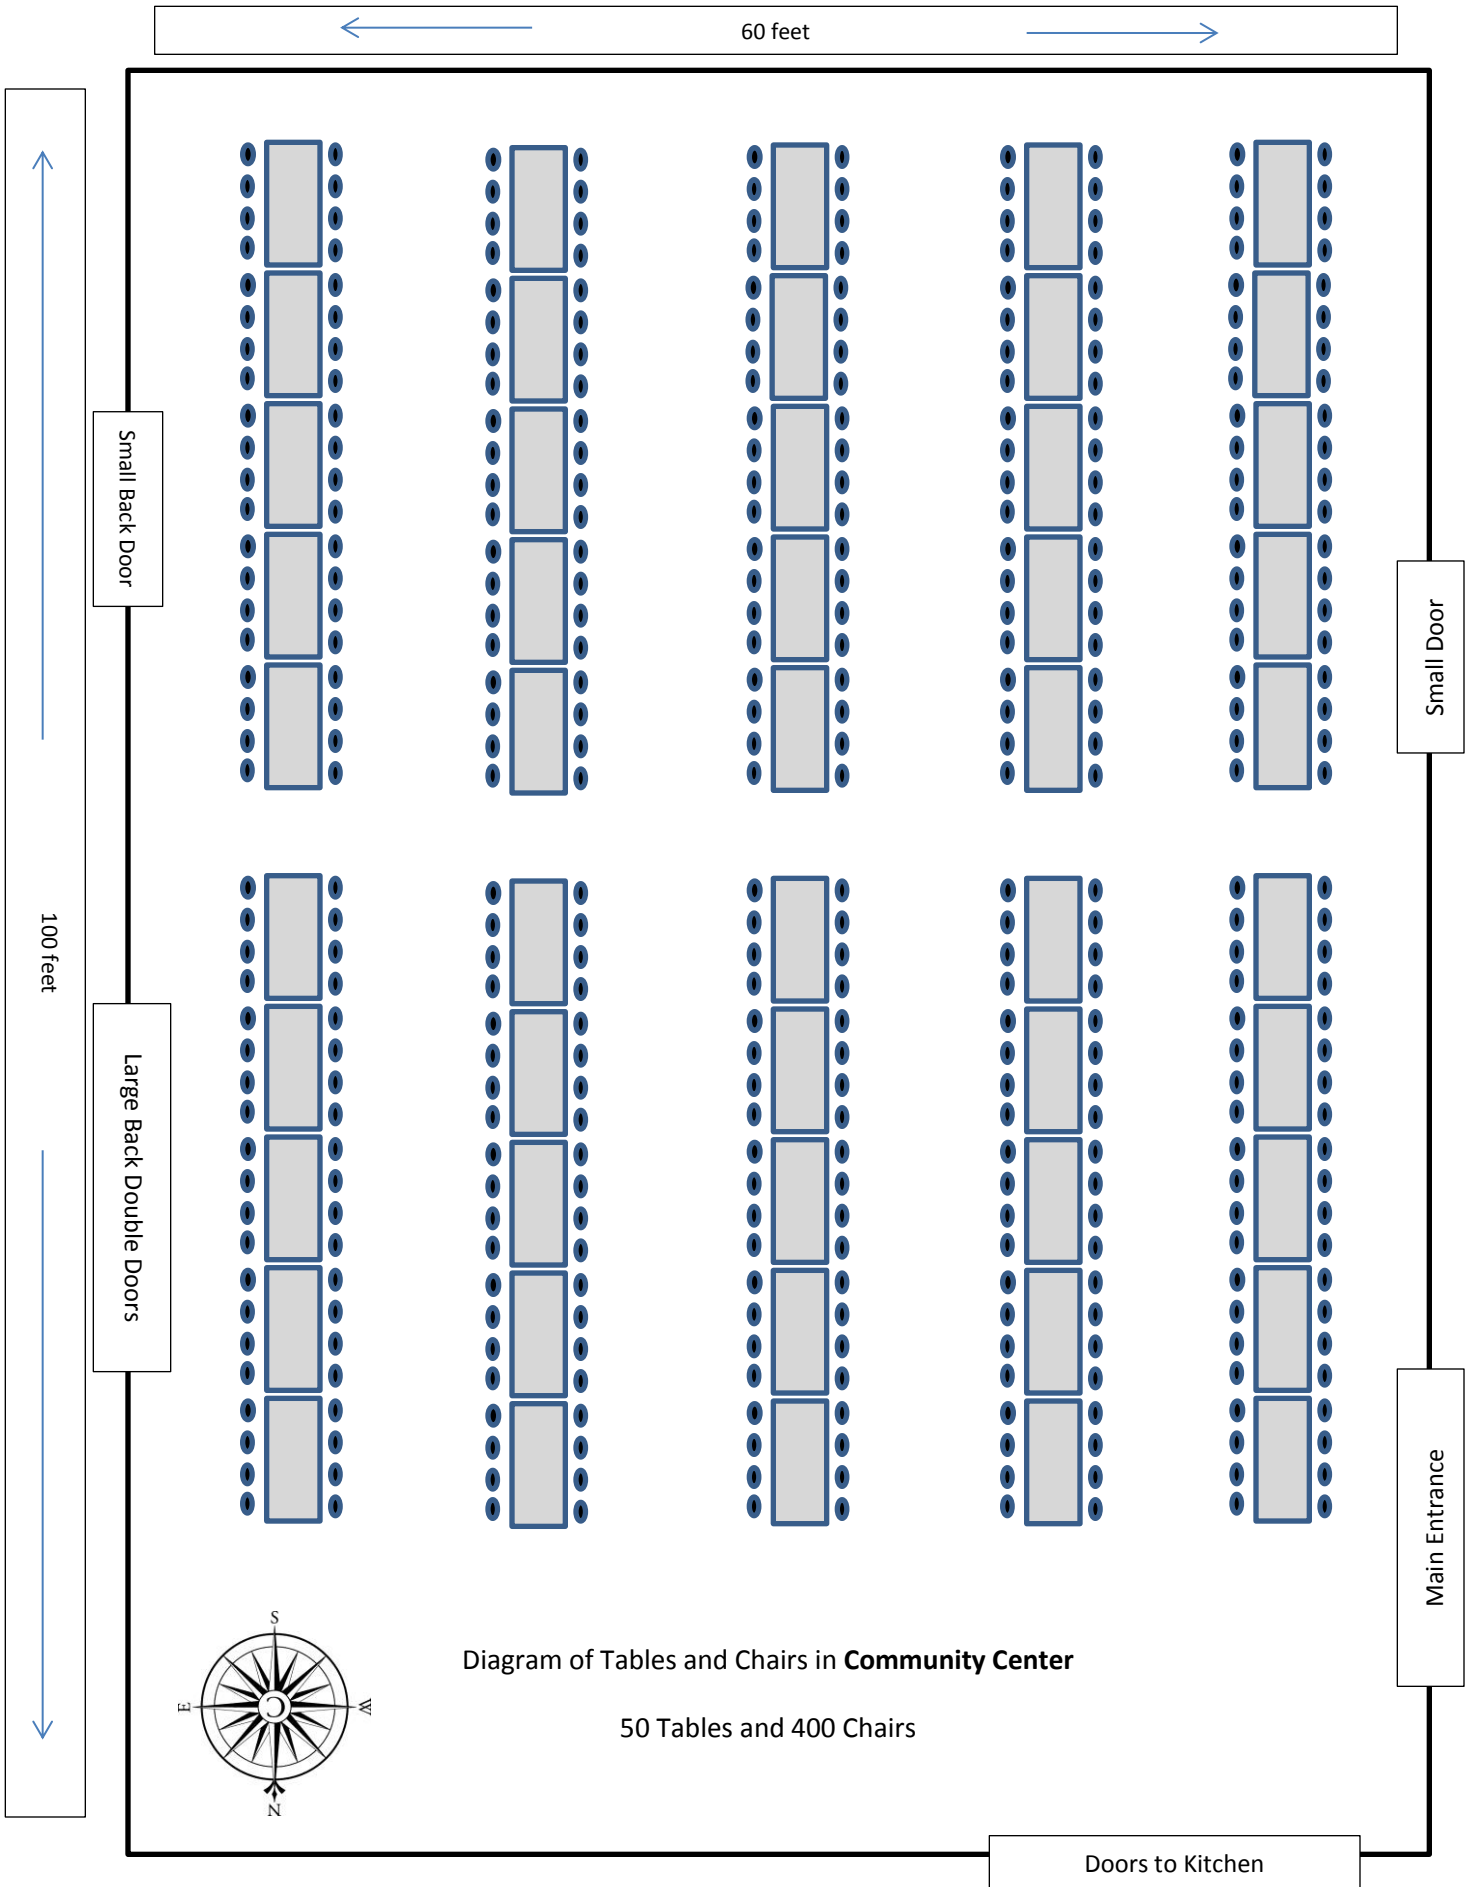 60 feet
Small Back Door
Small Door
100 feet
Large Back Double Doors
Main Entrance
S
E
W
C
N
Diagram of Tables and Chairs in Community Center
50 Tables and 400 Chairs
Doors to Kitchen